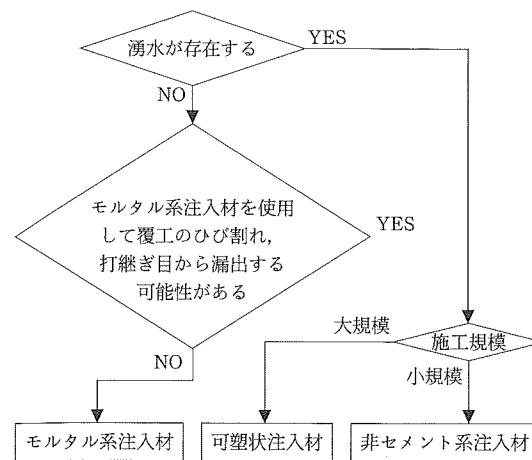 湧水が存在する
YES
NO
モルタル系注入材を使用
して覆工のひび割れ,
打継ぎ目から漏出する
可能性がある
YES
NO
大規模
施工規模
小規模
モルタル系注入材
可塑状注入材
非セメント系注入材